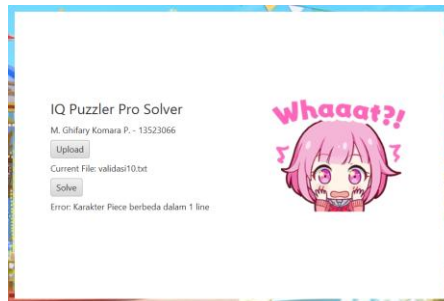 IQ Puzzler Pro Solver
M. Ghifary Komara P. - 13523066
Upload
Current File: validasi10.txt
Solve
Error: Karakter Piece berbeda dalam 1 line
Whaaat?!